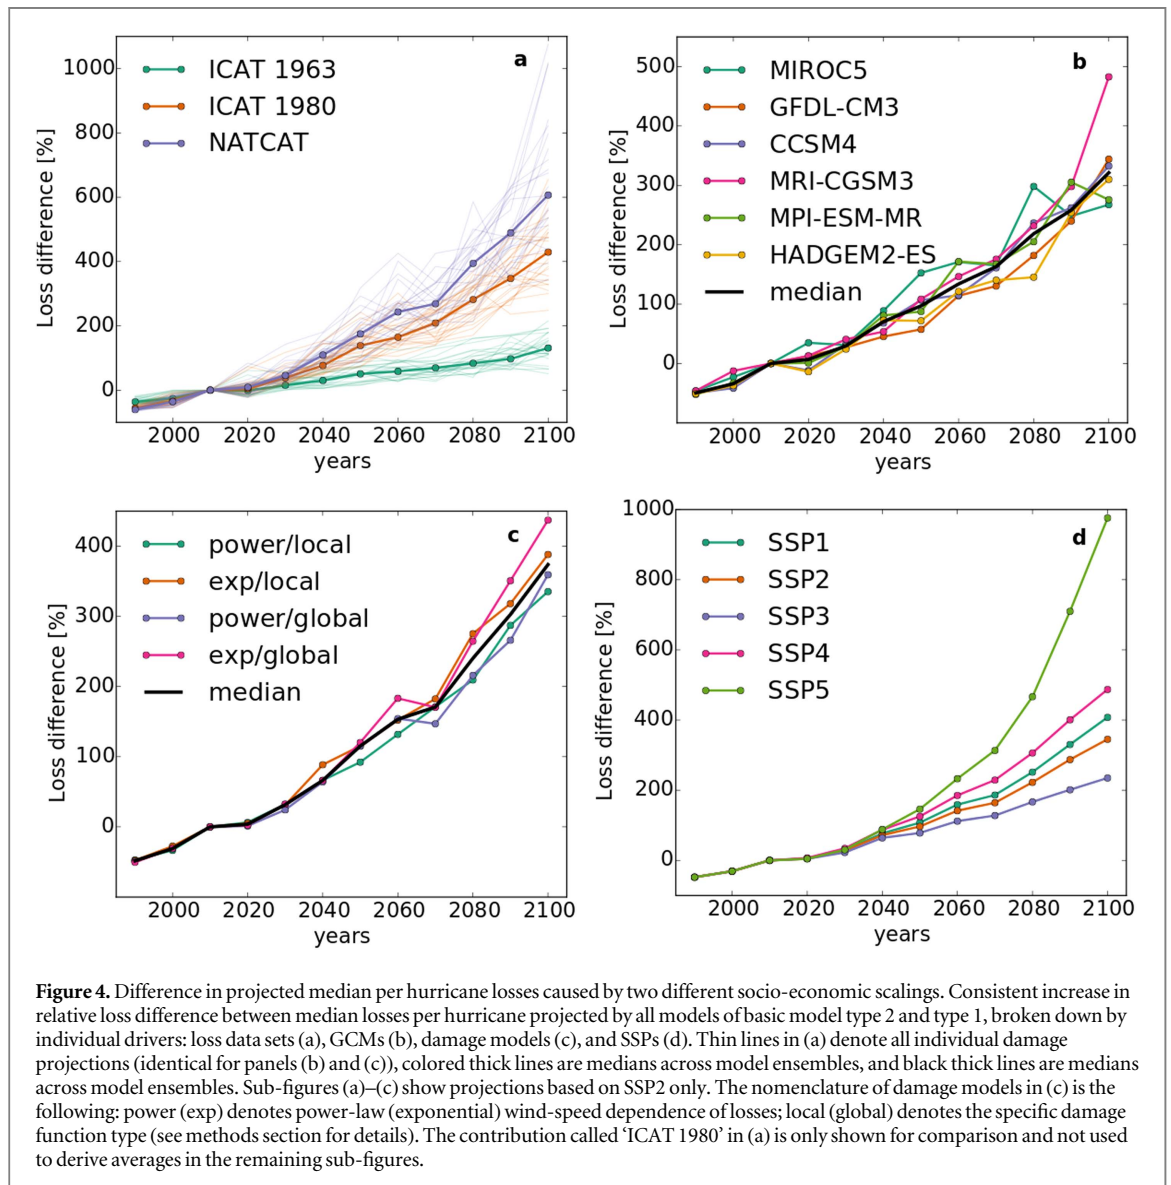 a
ICAT 1963
ICAT 1980
NATCAT
Loss difference [%]
1000
800
600
400
200
0
2000 2020 2040 2060 2080 2100
years
b
MIROC5
GFDL-CM3
CCSM4
MRI-CGSM3
MPI-ESM-MR
HADGEM2-ES
median
Loss difference [%]
500
400
300
200
100
0
2000 2020 2040 2060 2080 2100
years
c
power/local
exp/local
power/global
exp/global
median
Loss difference [%]
400
300
200
100
0
2000 2020 2040 2060 2080 2100
years
d
SSP1
SSP2
SSP3
SSP4
SSP5
Loss difference [%]
1000
800
600
400
200
0
2000 2020 2040 2060 2080 2100
years
Figure 4. Difference in projected median per hurricane losses caused by two different socio-economic scalings. Consistent increase in
relative loss difference between median losses per hurricane projected by all models of basic model type 2 and type 1, broken down by
individual drivers: loss data sets (a), GCMs (b), damage models (c), and SSPs (d). Thin lines in (a) denote all individual damage
projections (identical for panels (b) and (c)), colored thick lines are medians across model ensembles, and black thick lines are medians
across model ensembles. Sub-figures (a)–(c) show projections based on SSP2 only. The nomenclature of damage models in (c) is the
following: power (exp) denotes power-law (exponential) wind-speed dependence of losses; local (global) denotes the specific damage
function type (see methods section for details). The contribution called ‘ICAT 1980’ in (a) is only shown for comparison and not used
to derive averages in the remaining sub-figures.